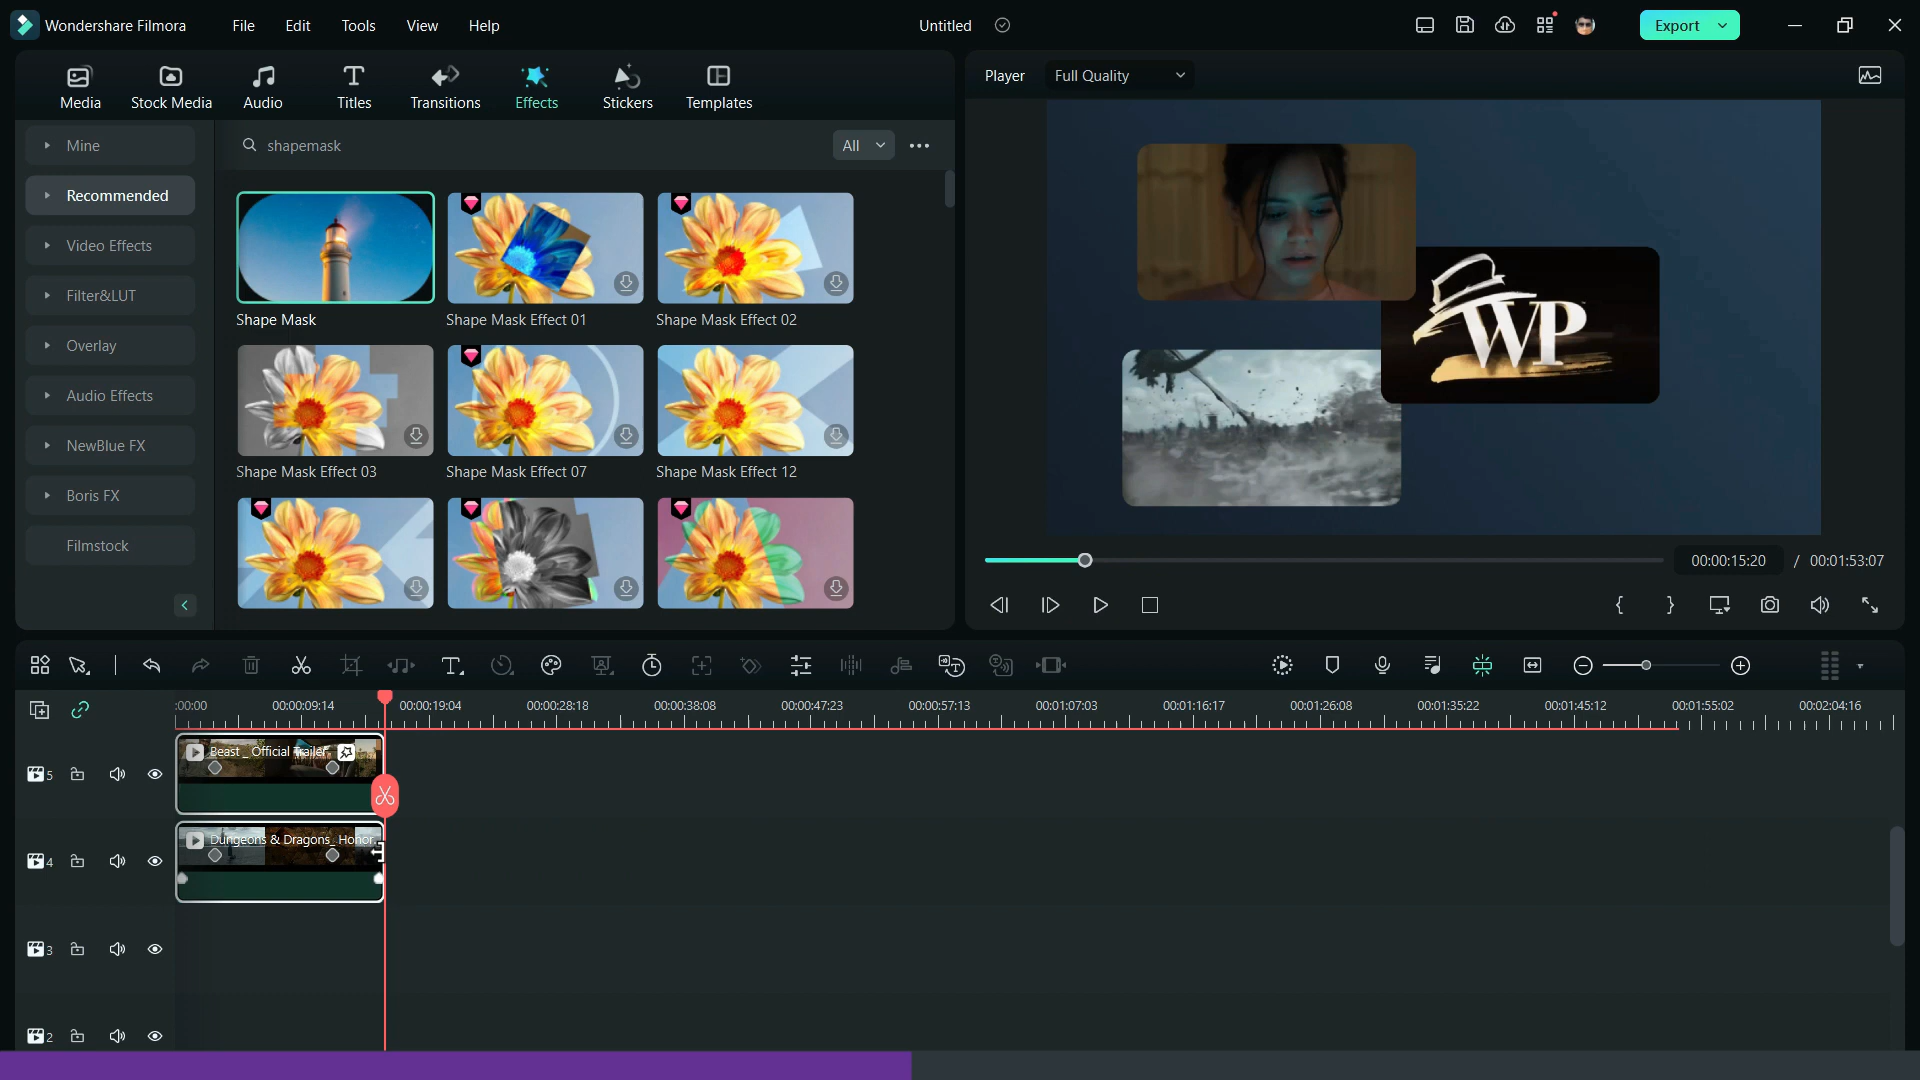 Wondershare Filmora
File
Edit
Tools
View
Help
Untitled
Export
Media
Stock Media
Audio
Titles
Transitions
Effects
Stickers
Templates
Player
Full Quality
Mine
Recommended
Video Effects
Filter&LUT
Overlay
Audio Effects
NewBlue FX
Boris FX
Filmstock
shapemask
All
Shape Mask
Shape Mask Effect 01
Shape Mask Effect 02
Shape Mask Effect 03
Shape Mask Effect 07
Shape Mask Effect 12
WP
00:00:15:20 / 00:01:53:07
:00:00
00:00:09:14
00:00:19:04
00:00:28:18
00:00:38:08
00:00:47:23
00:00:57:13
00:01:07:03
00:01:16:17
00:01:26:08
00:01:35:22
00:01:45:12
00:01:55:02
00:02:04:16
5
Beast _ Official Trailer
4
Dungeons & Dragons_ Honor...
3
2